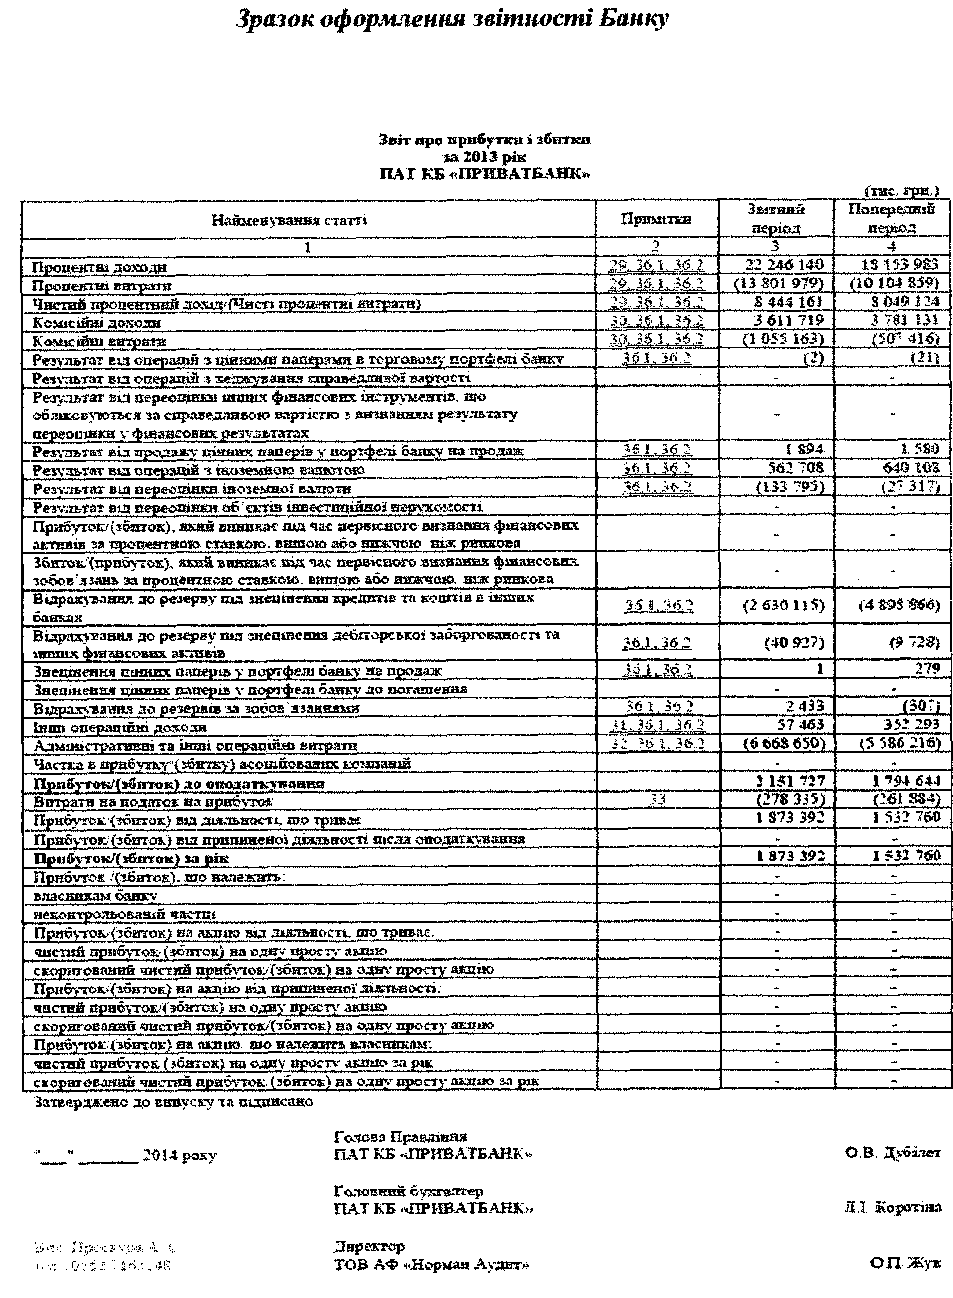 Зразок оформлення звітності Банку
Звіт про прибутки і збитки
за 2013 рік
ПАТ КБ «ПРИВАТБАНК»
(тис. грн.)
Найменування статті Примітки Звітний період Попередній період
1 2 3 4
Процентні доходи 29, 36.1, 36.2 22 246 140 18 153 983
Процентні витрати 29, 36.1, 36.2 (13 801 979) (10 104 859)
Чистий процентний дохід/(Чисті процентні витрати) 29, 36.1, 36.2 8 444 161 8 049 124
Комісійні доходи 30, 36.1, 36.2 3 611 719 3 781 131
Комісійні витрати 30, 36.1, 36.2 (1 055 163) (507 416)
Результат від операцій з цінними паперами в торговому портфелі банку 36.1, 36.2 (2) (21)
Результат від операцій з хеджування справедливої вартості - -
Результат від переоцінки інших фінансових інструментів, що
обліковуються за справедливою вартістю з визнанням результату
переоцінки у фінансових результатах - -
Результат від продажу цінних паперів у портфелі банку на продаж 36.1, 36.2 1 894 1 580
Результат від операцій з іноземною валютою 36.1, 36.2 562 708 640 108
Результат від переоцінки іноземної валюти 36.1, 36.2 (133 795) (27 317)
Результат від переоцінки об`єктів інвестиційної нерухомості - -
Прибуток/(збиток), який виникає під час первісного визнання фінансових
активів за процентною ставкою, вищою або нижчою, ніж ринкова - -
Збиток/(прибуток), який виникає під час первісного визнання фінансових
зобов`язань за процентною ставкою, вищою або нижчою, ніж ринкова - -
Відрахування до резерву під знецінення кредитів та коштів в інших
банках 36.1, 36.2 (2 630 115) (4 895 866)
Відрахування до резерву під знецінення дебіторської заборгованості та
інших фінансових активів 36.1, 36.2 (40 927) (9 728)
Знецінення цінних паперів у портфелі банку на продаж 36.1, 36.2 1 279
Знецінення цінних паперів у портфелі банку до погашення - -
Відрахування до резервів за зобов`язаннями 36.1, 36.2 2 433 (307)
Інші операційні доходи 31, 36.1, 36.2 57 463 352 293
Адміністративні та інші операційні витрати 32, 36.1, 36.2 (6 668 650) (5 586 216)
Частка в прибутку/(збитку) асоційованих компаній - -
Прибуток/(збиток) до оподаткування 2 151 727 1 794 644
Витрати на податок на прибуток 33 (278 335) (261 884)
Прибуток/(збиток) від діяльності, що триває 1 873 392 1 532 760
Прибуток/(збиток) від припиненої діяльності після оподаткування - -
Прибуток/(збиток) за рік 1 873 392 1 532 760
Прибуток /(збиток), що належить: - -
власникам банку - -
неконтрольованій частці - -
Прибуток/(збиток) на акцію від діяльності, що триває: - -
чистий прибуток/(збиток) на одну просту акцію - -
скоригований чистий прибуток/(збиток) на одну просту акцію - -
Прибуток/(збиток) на акцію від припиненої діяльності: - -
чистий прибуток/(збиток) на одну просту акцію - -
скоригований чистий прибуток/(збиток) на одну просту акцію - -
Прибуток/(збиток) на акцію, що належить власникам: - -
чистий прибуток/(збиток) на одну просту акцію за рік - -
скоригований чистий прибуток/(збиток) на одну просту акцію за рік - -
Затверджено до випуску та підписано
"___" _______ 2014 року
Голова Правління
ПАТ КБ «ПРИВАТБАНК» О.В. Дубілет
Головний бухгалтер
ПАТ КБ «ПРИВАТБАНК» Л.І. Коротіна
Директор
ТОВ АФ «Норман Аудит» О.П. Жук